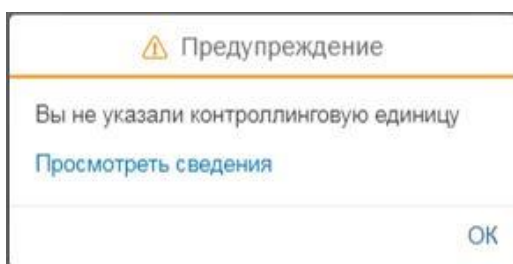 Предупреждение
Вы не указали контроллинговую единицу
Просмотреть сведения
ОК